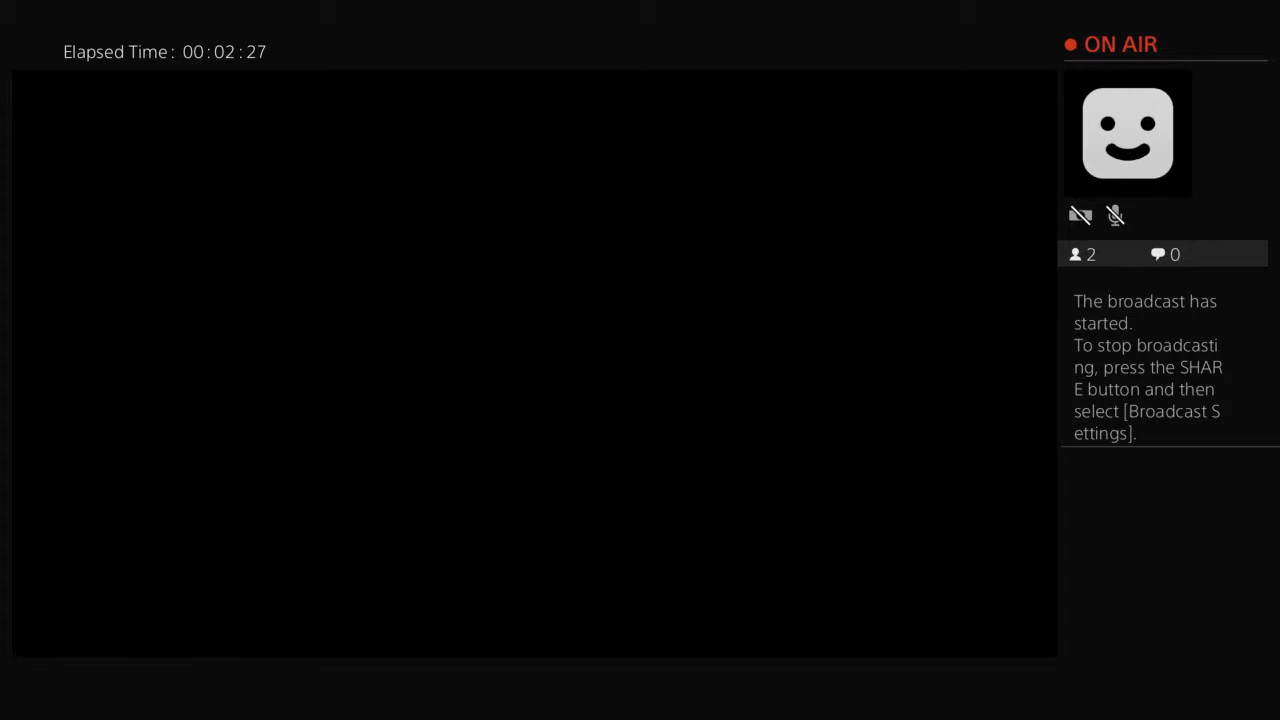 Elapsed Time: 00:02:27
ON AIR
2 0
The broadcast has
started.
To stop broadcasti
ng, press the SHAR
E button and then
select [Broadcast S
ettings].